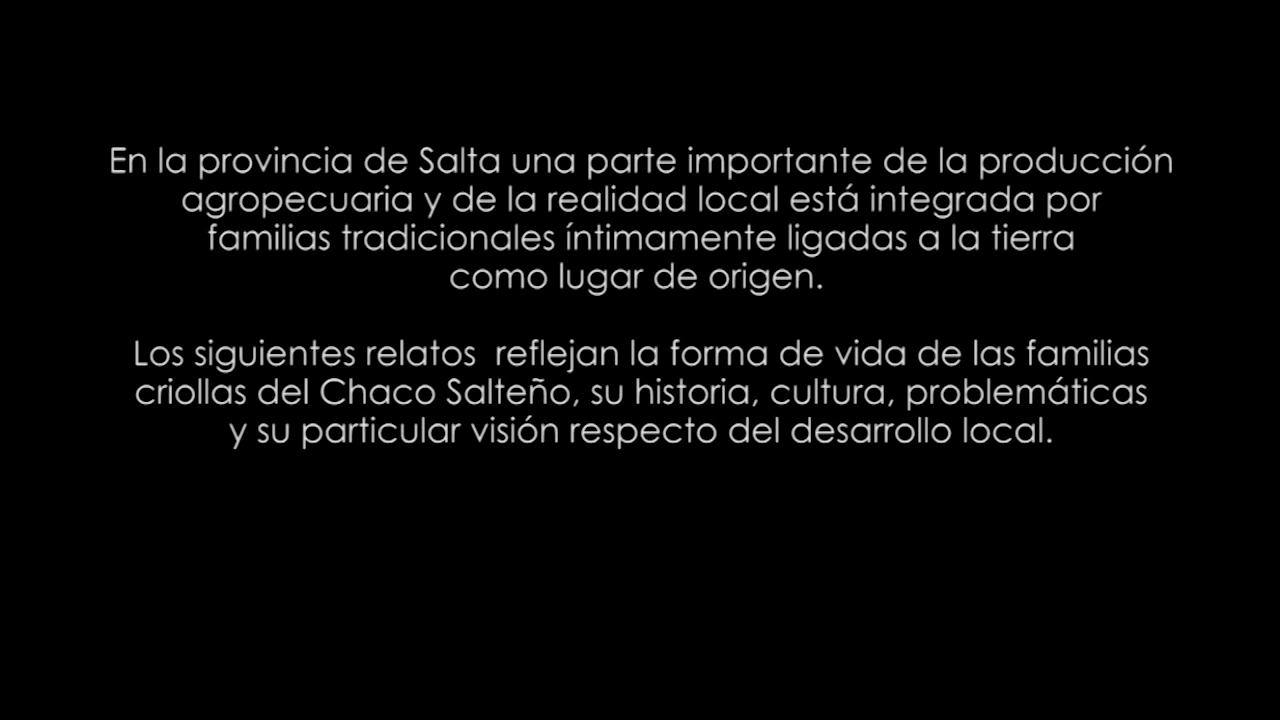 En la provincia de Salta una parte importante de la producción
agropecuaria y de la realidad local está integrada por
familias tradicionales íntimamente ligadas a la tierra
como lugar de origen.
Los siguientes relatos  reflejan la forma de vida de las familias
criollas del Chaco Salteño, su historia, cultura, problemáticas
y su particular visión respecto del desarrollo local.